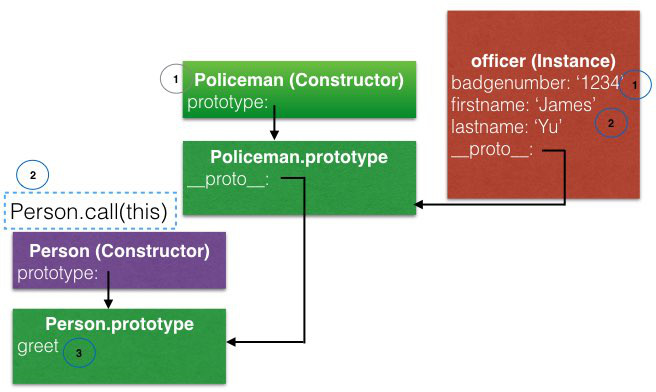 1
Policeman (Constructor)
prototype:
Policeman.prototype
__proto__:
officer (Instance)
badgenumber: ‘1234’
1
firstname: ‘James’
lastname: ‘Yu’
2
__proto__:
2
Person.call(this)
Person (Constructor)
prototype:
Person.prototype
greet
3